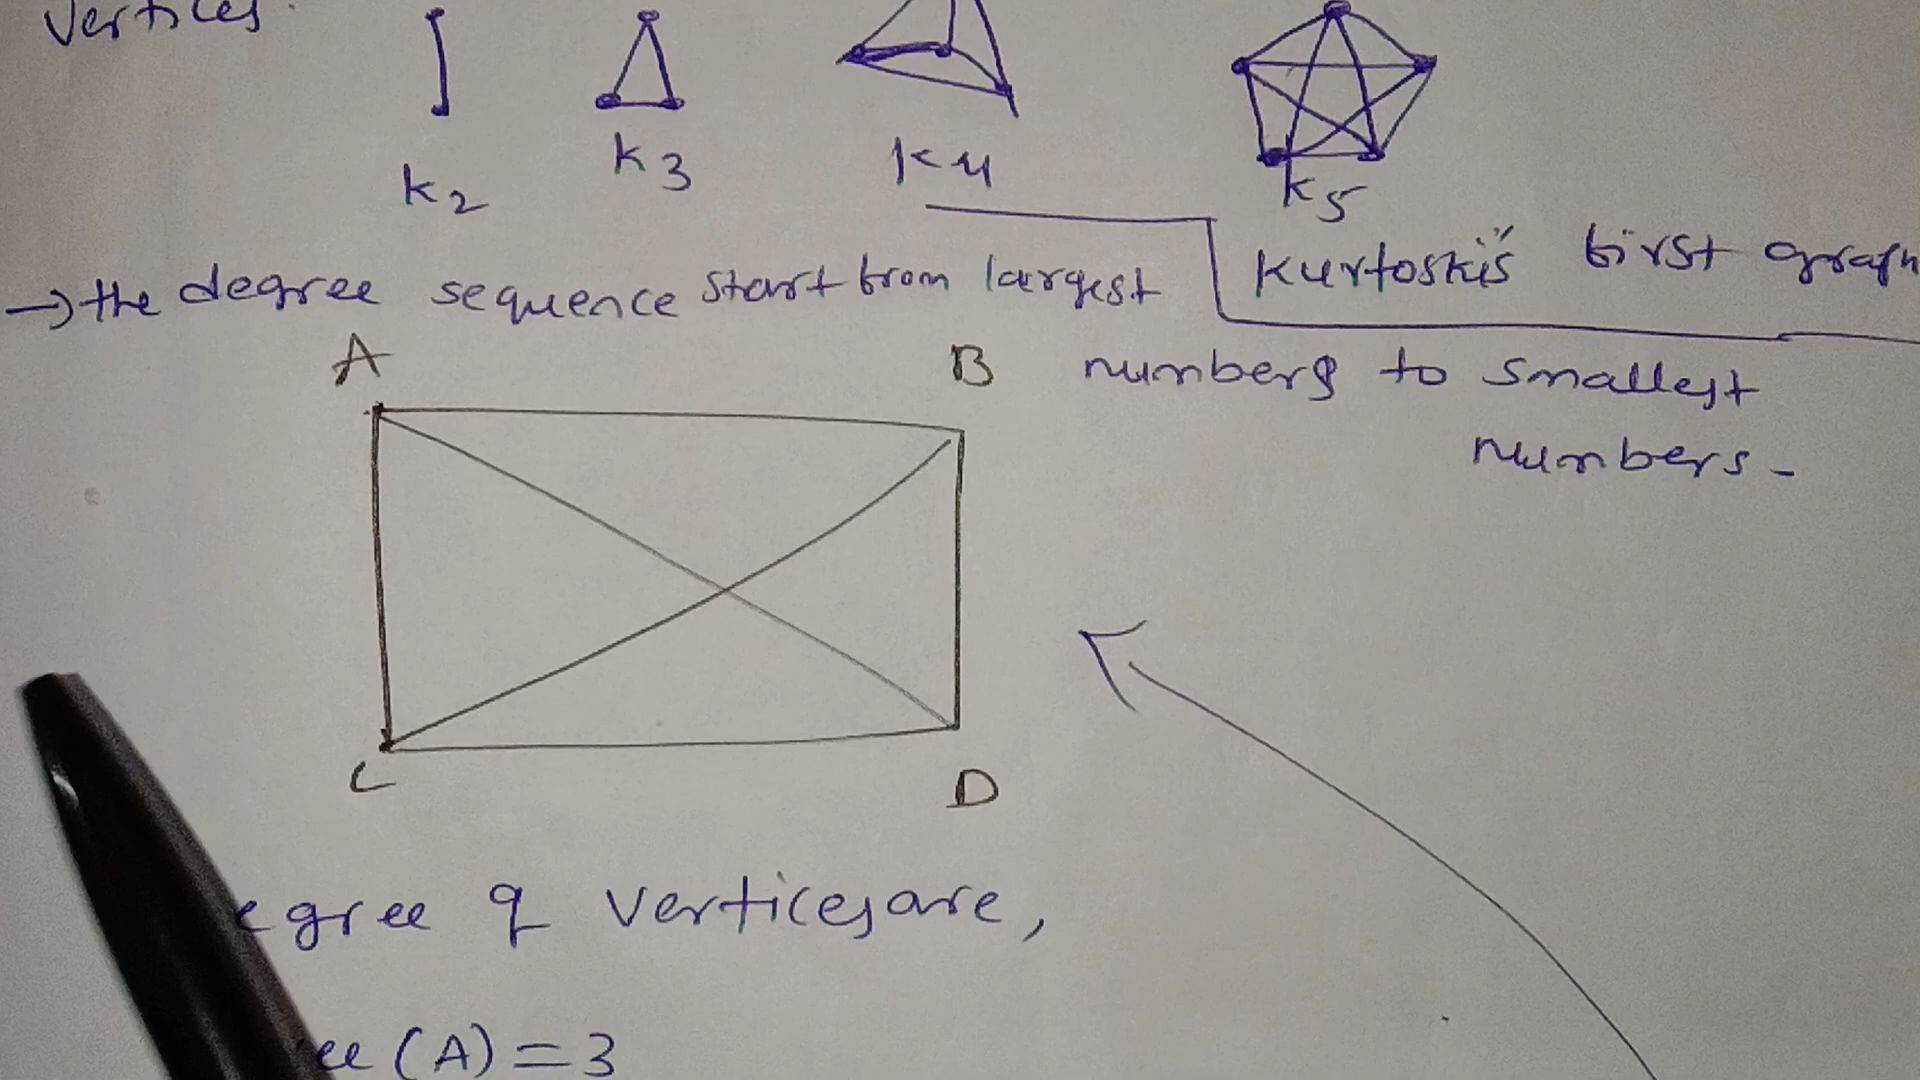 vertices.
K2 K3 K4 K5
→ the degree sequence start from largest
Kurtoski's first graph
A B numbers to smallest
numbers-
C D
egree of vertices are,
ee (A) = 3